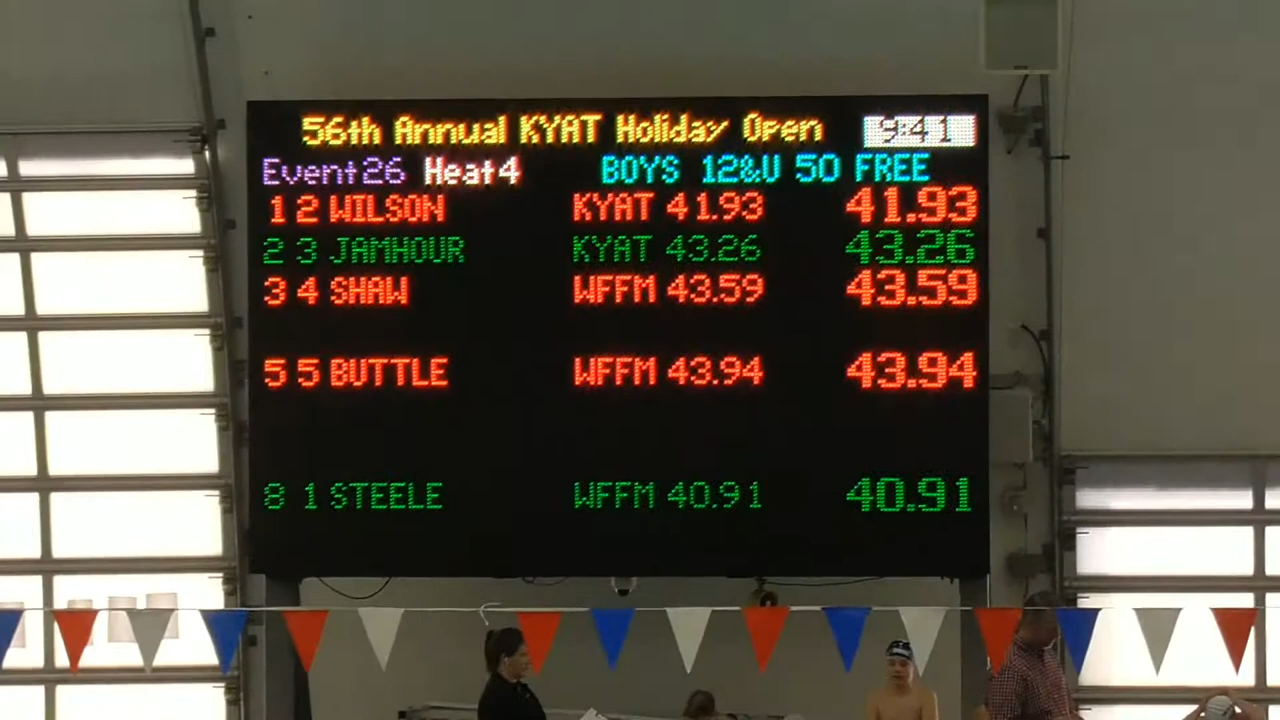 56th Annual KYAT Holiday Open 9:41
Event26 Heat4 BOYS 12&U 50 FREE
1 2 WILSON KYAT 41.93 41.93
2 3 JAMHOUR KYAT 43.26 43.26
3 4 SHAW WFFM 43.59 43.59
5 5 BUTTLE WFFM 43.94 43.94
8 1 STEELE WFFM 40.91 40.91